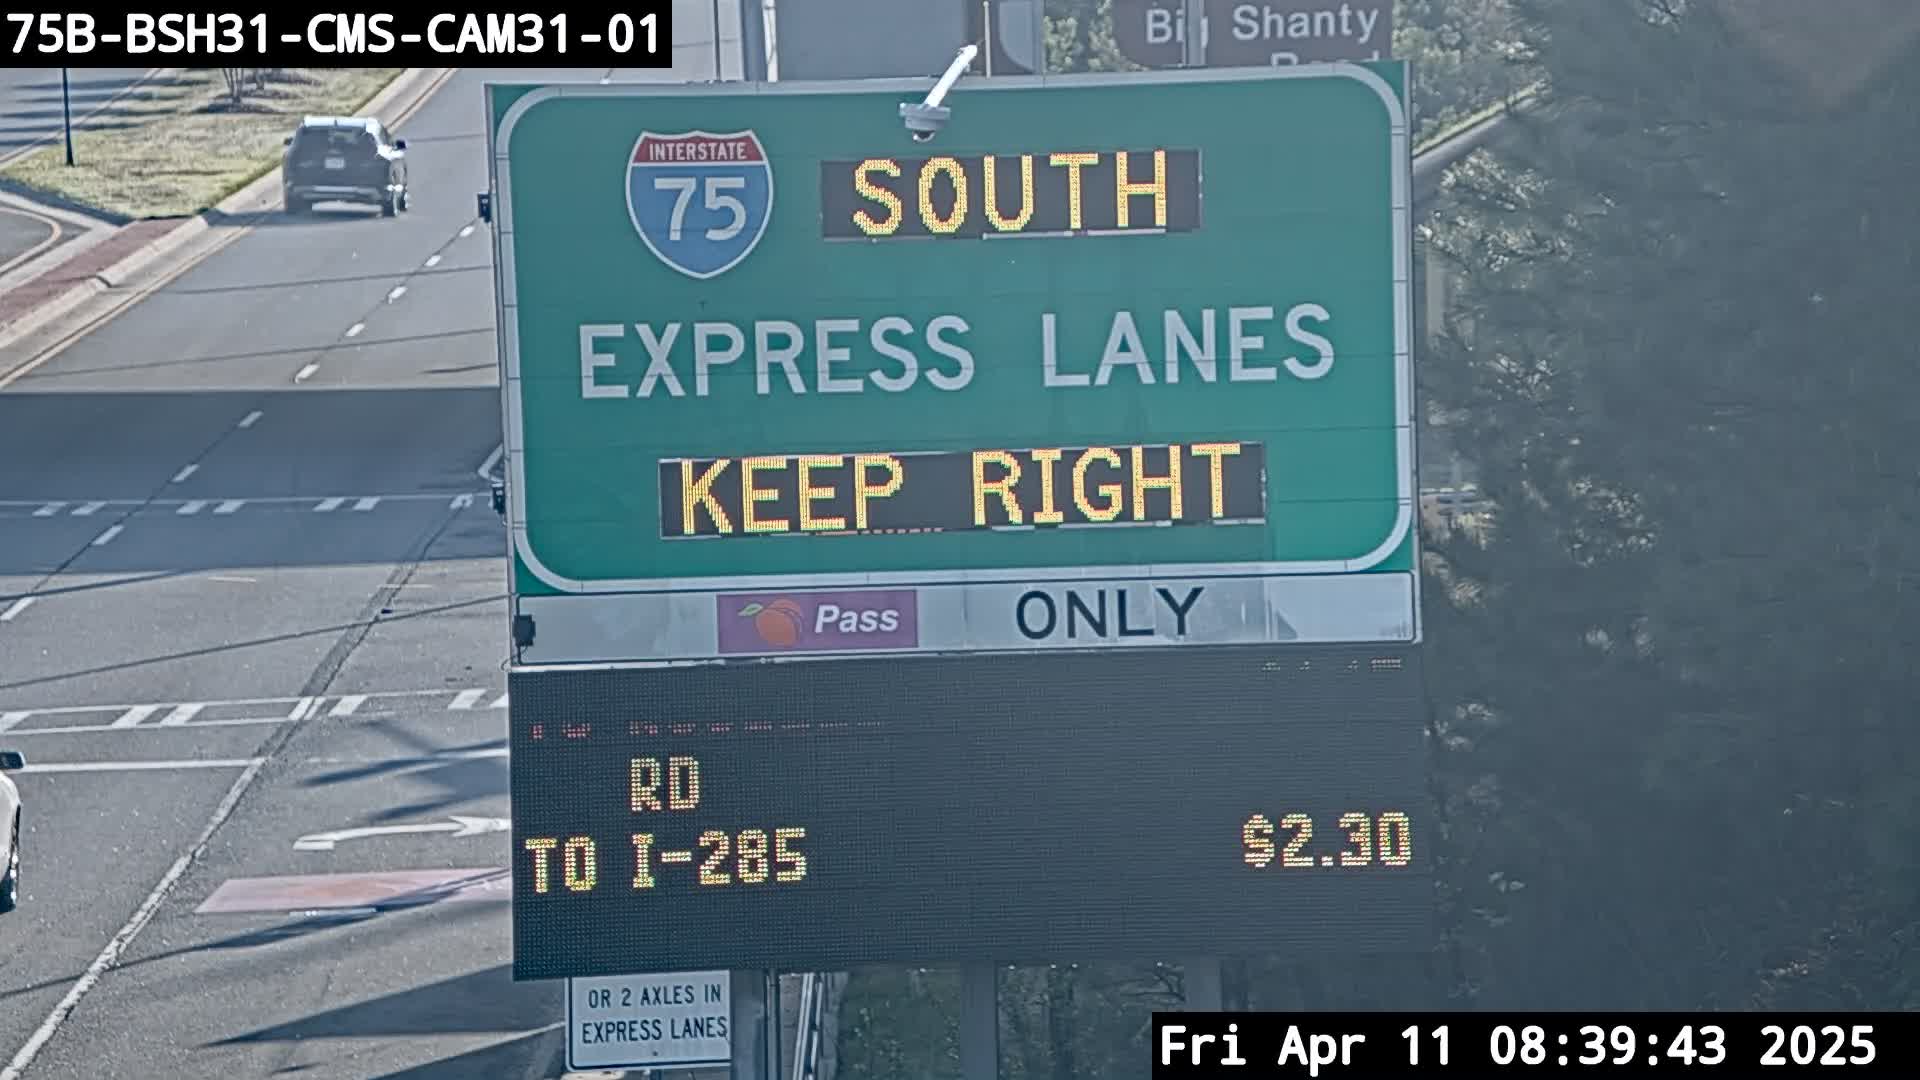 75B-BSH31-CMS-CAM31-01
Big Shanty
INTERSTATE
75
SOUTH
EXPRESS LANES
KEEP RIGHT
Pass ONLY
RD
TO I-285 $2.30
OR 2 AXLES IN
EXPRESS LANES
Fri Apr 11 08:39:43 2025